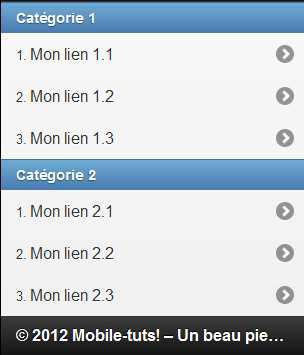 Catégorie 1
1. Mon lien 1.1
2. Mon lien 1.2
3. Mon lien 1.3
Catégorie 2
1. Mon lien 2.1
2. Mon lien 2.2
3. Mon lien 2.3
© 2012 Mobile-tuts! – Un beau pie…